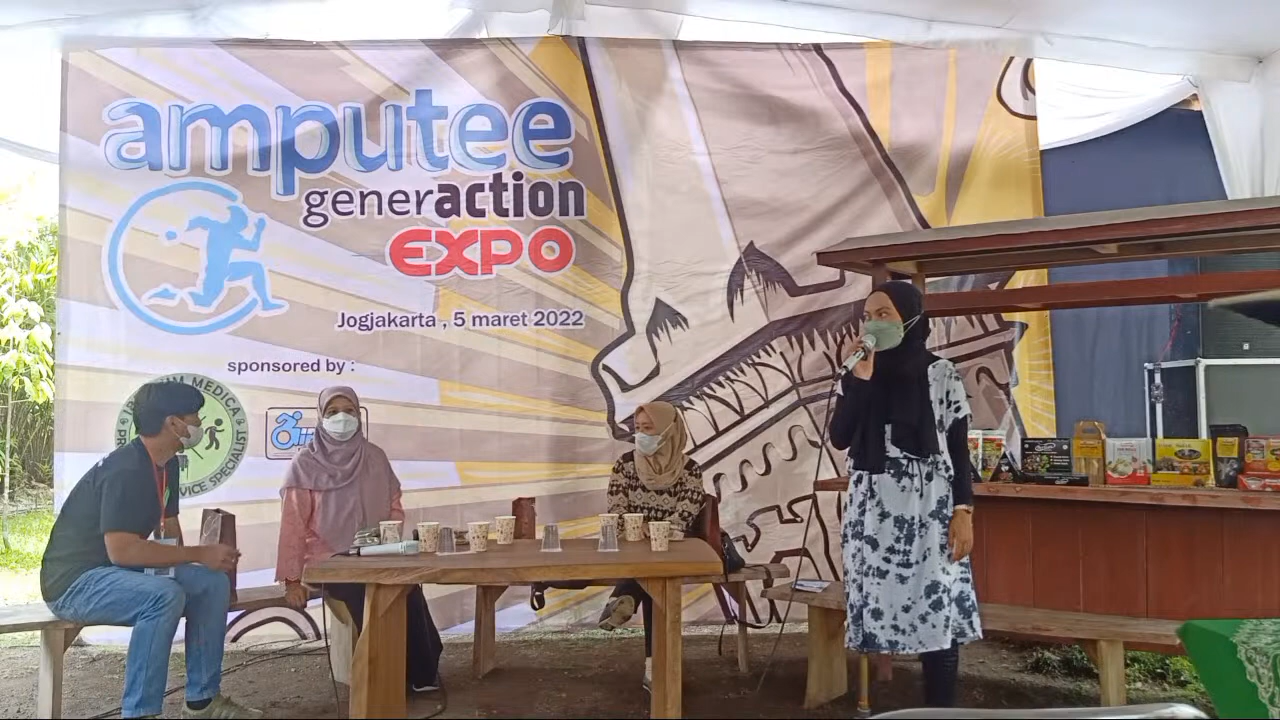 amputee
generaction
EXPO
Jogjakarta , 5 maret 2022
sponsored by :
MEDICA
SPECIALIST